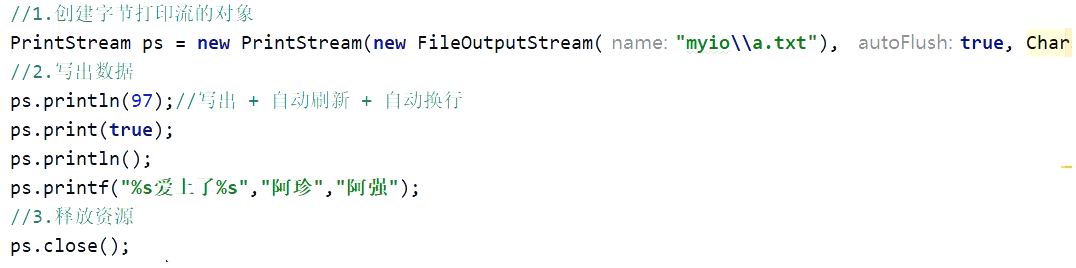 //1.创建字节打印流的对象
PrintStream ps = new PrintStream(new FileOutputStream( name: "myio\\a.txt"), autoFlush: true, Char
//2.写出数据
ps.println(97);//写出 + 自动刷新 + 自动换行
ps.print(true);
ps.println();
ps.printf("%s爱上了%s","阿珍","阿强");
//3.释放资源
ps.close();